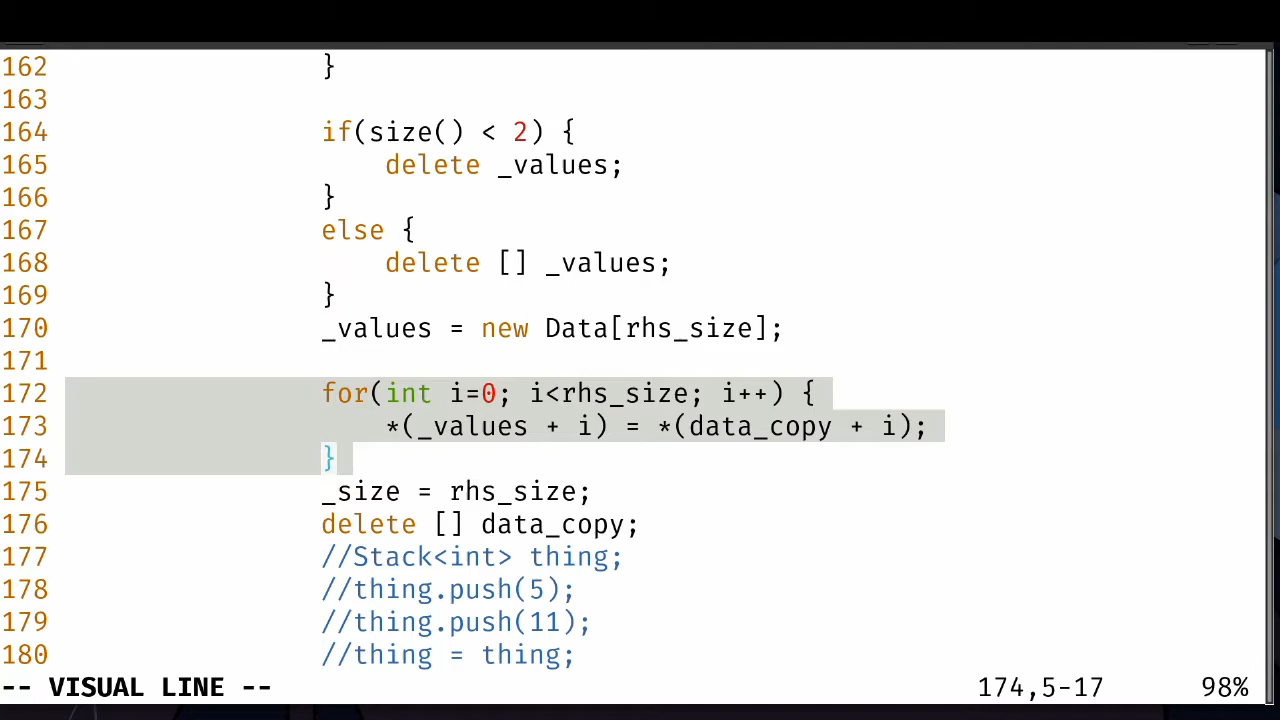 162                 }
163
164                 if(size() < 2) {
165                     delete _values;
166                 }
167                 else {
168                     delete [] _values;
169                 }
170                 _values = new Data[rhs_size];
171
172                 for(int i=0; i<rhs_size; i++) {
173                     *(_values + i) = *(data_copy + i);
174                 }
175                 _size = rhs_size;
176                 delete [] data_copy;
177                 //Stack<int> thing;
178                 //thing.push(5);
179                 //thing.push(11);
180                 //thing = thing;
-- VISUAL LINE -- 174,5-17 98%